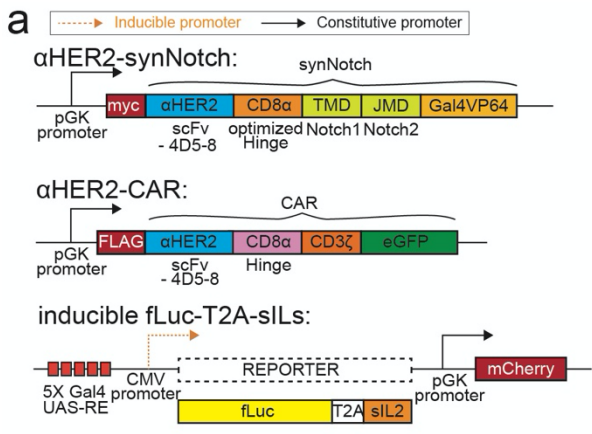 a
Inducible promoter
Constitutive promoter
αHER2-synNotch:
synNotch
myc αHER2 CD8α TMD JMD Gal4VP64
pGK promoter
scFv - 4D5-8
optimized Hinge
Notch1 Notch2
αHER2-CAR:
CAR
FLAG αHER2 CD8α CD3ζ eGFP
pGK promoter
scFv - 4D5-8
Hinge
inducible fLuc-T2A-sILs:
REPORTER
mCherry
5X Gal4 UAS-RE
CMV promoter
pGK promoter
fLuc T2A sIL2